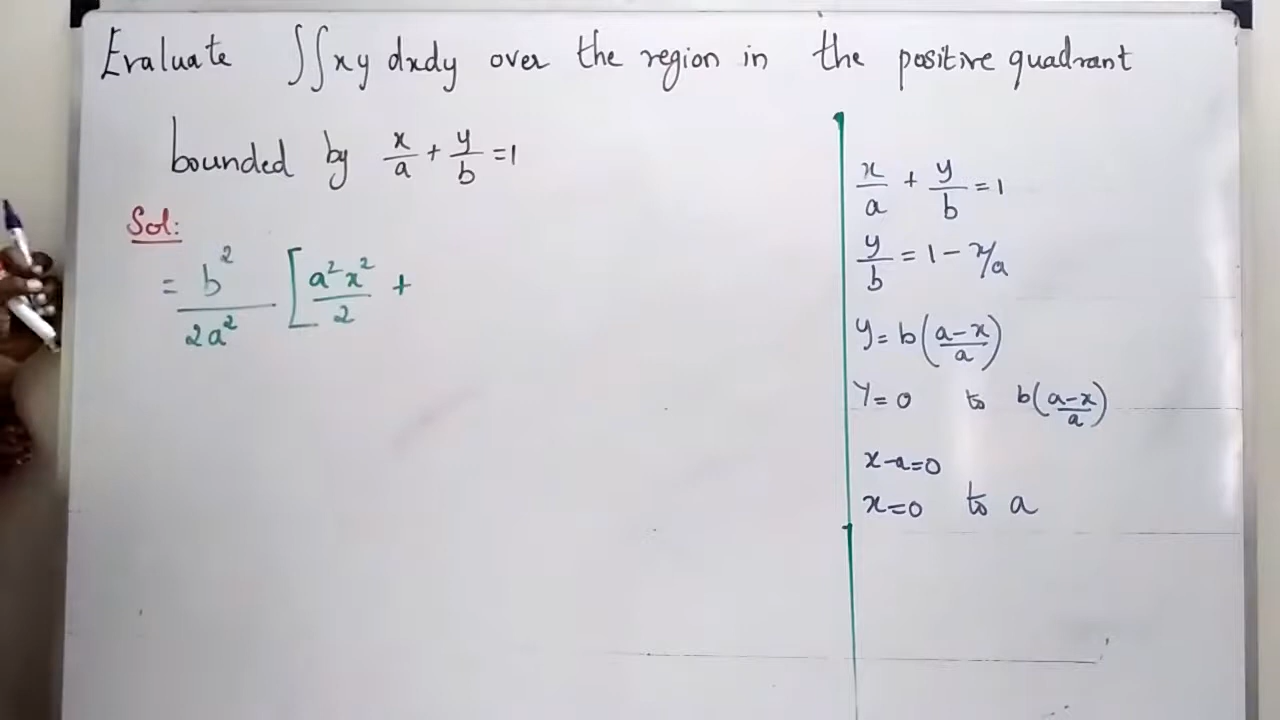 Evaluate ∫∫xy dxdy over the region in the positive quadrant
bounded by x/a + y/b = 1
Sol:
= b²/2a² [a²x²/2 +
x/a + y/b = 1
y/b = 1 - x/a
y = b(a-x/a)
Y = 0 to b(a-x/a)
x-a=0
x=0 to a